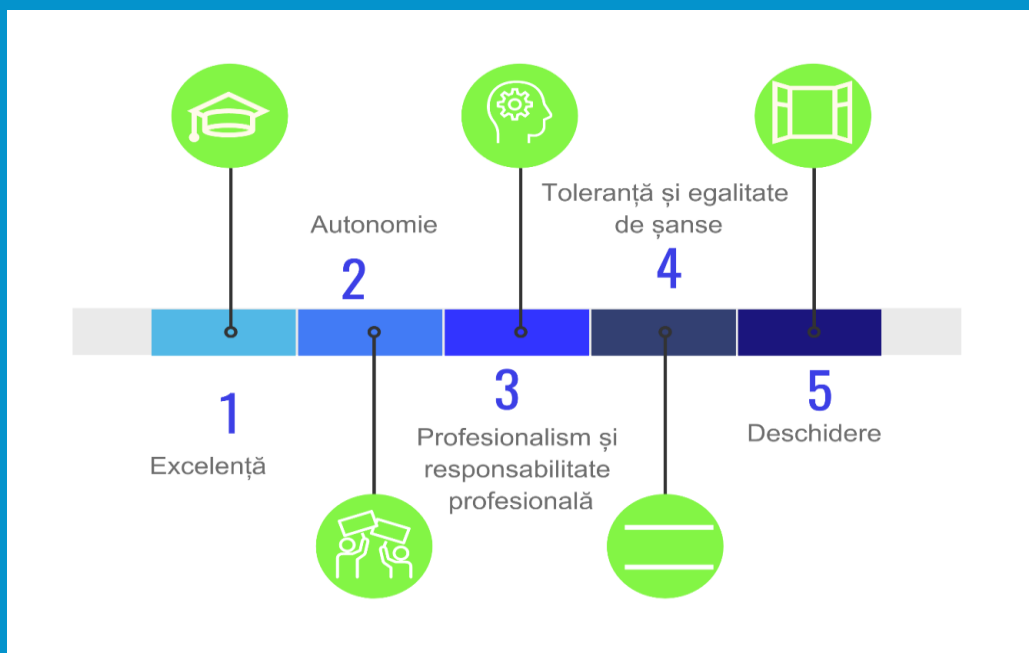 1
Excelență
Autonomie
2
3
Profesionalism și
responsabilitate
profesională
Toleranță și egalitate
de șanse
4
5
Deschidere